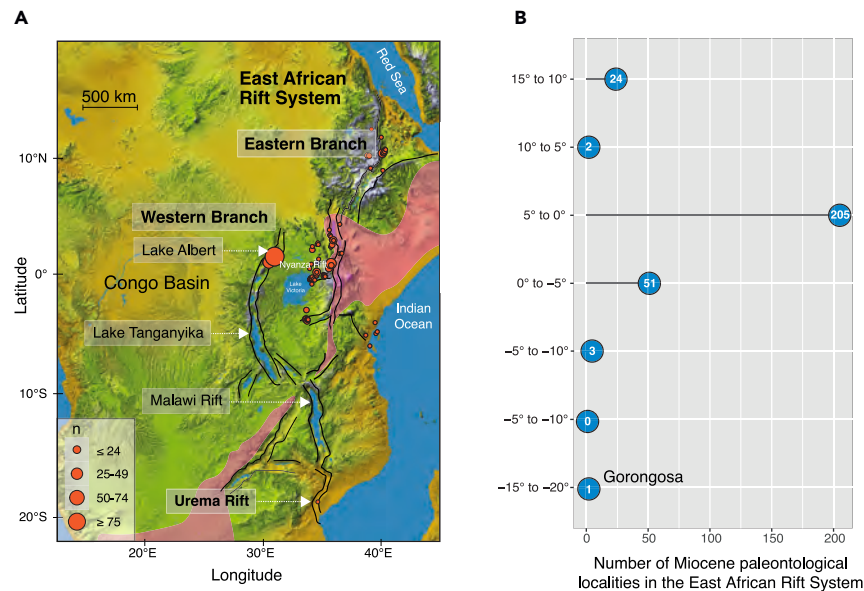 A
East African
Rift System
Red Sea
500 km
Eastern Branch
10°N
Western Branch
Lake Albert
Nyanza Rift
0°
Congo Basin
Lake
Victoria
Indian
Ocean
Lake Tanganyika
10°S
Malawi Rift
n
≤ 24
25-49
50-74
≥ 75
Urema Rift
20°S
20°E
30°E
40°E
Latitude
Longitude
B
15° to 10°
24
10° to 5°
2
5° to 0°
205
0° to −5°
51
−5° to −10°
3
−5° to −10°
0
Gorongosa
−15° to −20°
1
0
50
100
150
200
Number of Miocene paleontological
localities in the East African Rift System